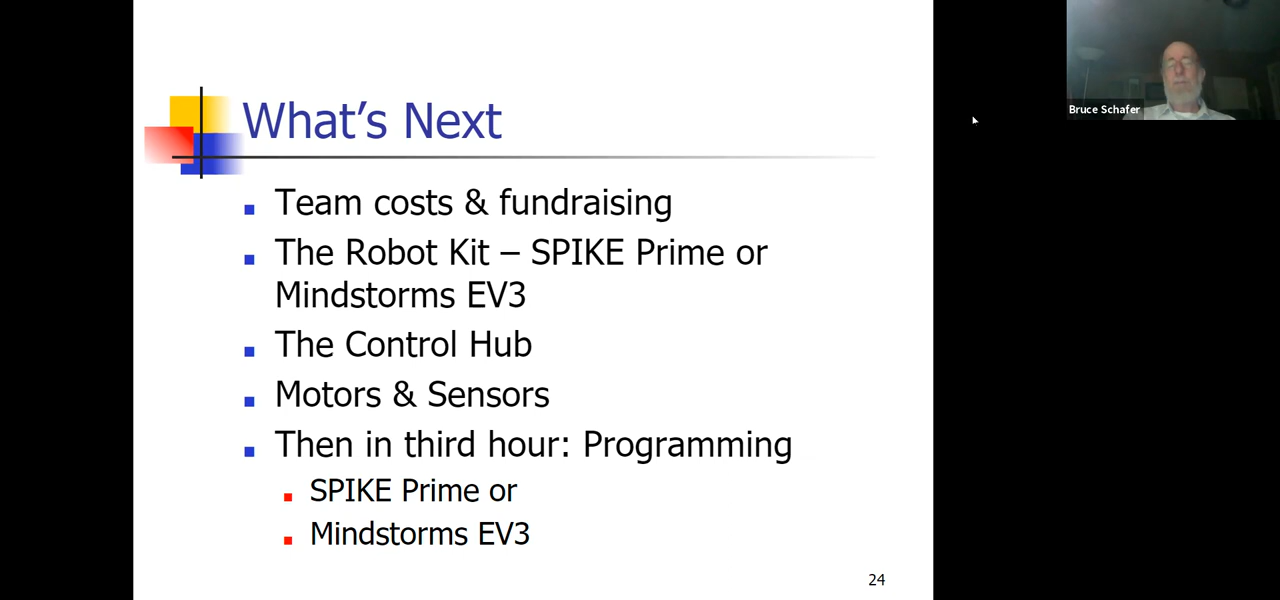 What's Next
Team costs & fundraising
The Robot Kit – SPIKE Prime or
Mindstorms EV3
The Control Hub
Motors & Sensors
Then in third hour: Programming
SPIKE Prime or
Mindstorms EV3
24
Bruce Schafer